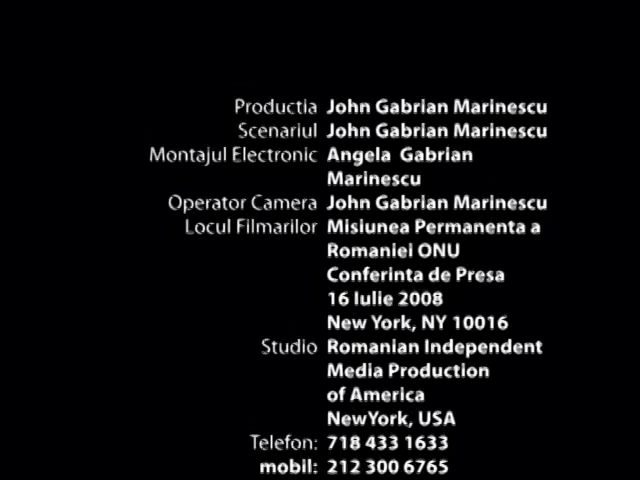 Productia John Gabrian Marinescu
Scenariul John Gabrian Marinescu
Montajul Electronic Angela Gabrian
Marinescu
Operator Camera John Gabrian Marinescu
Locul Filmarilor Misiunea Permanenta a
Romaniei ONU
Conferinta de Presa
16 Iulie 2008
New York, NY 10016
Studio Romanian Independent
Media Production
of America
NewYork, USA
Telefon: 718 433 1633
mobil: 212 300 6765